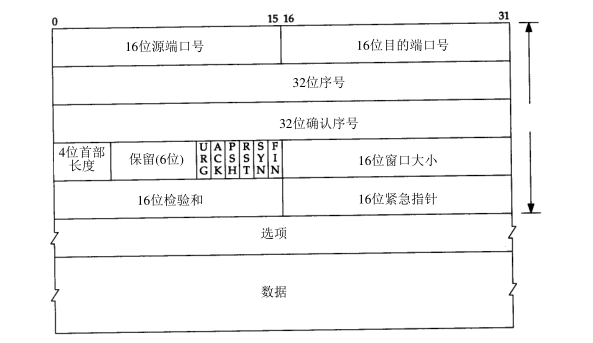 0 15 16 31
16位源端口号 16位目的端口号
32位序号
32位确认序号
4位首部
长度
保留(6位)
URG ACK PSH RST SYN FIN
16位窗口大小
16位检验和 16位紧急指针
选项
数据